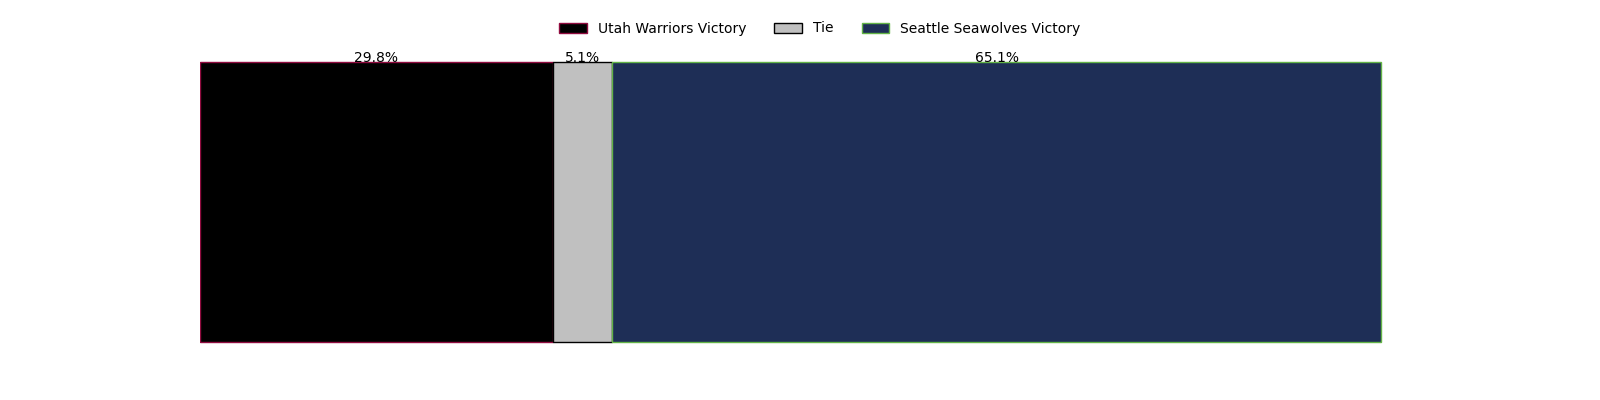 Utah Warriors Victory Tie Seattle Seawolves Victory
29.8% 5.1% 65.1%